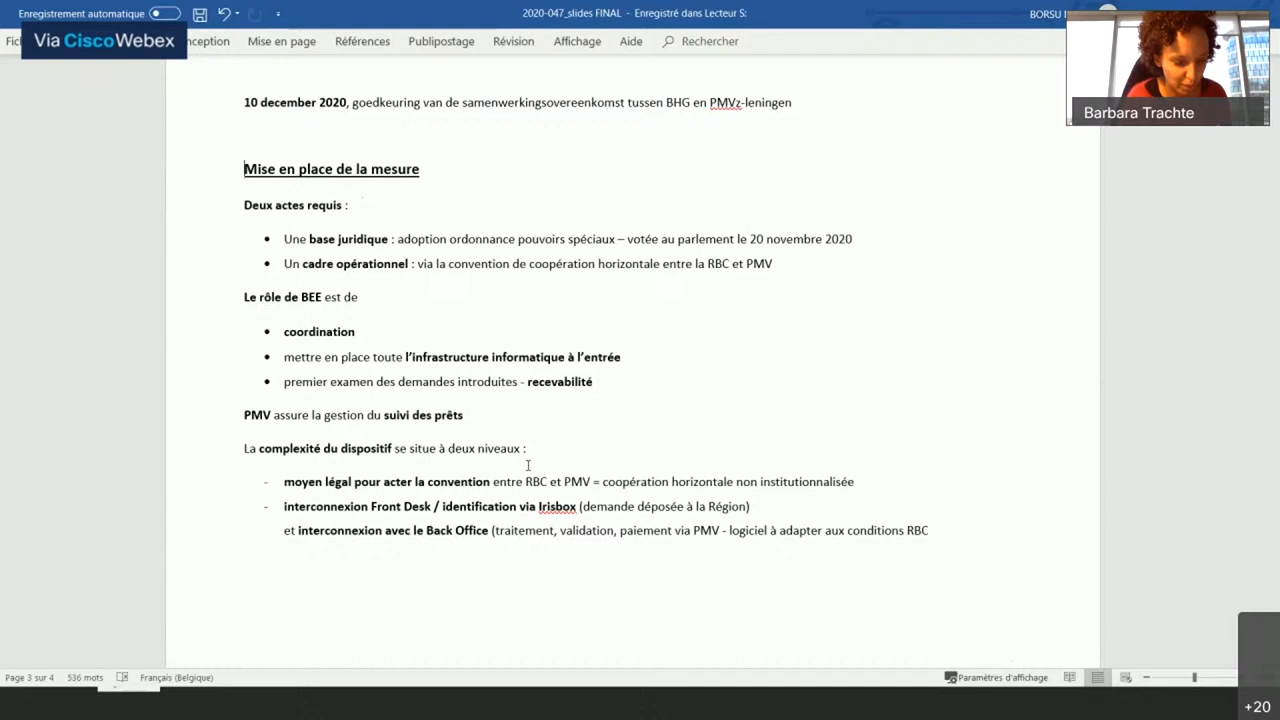 Enregistrement automatique
2020-047_slides FINAL - Enregistré dans Lecteur S:
BORSU
Via CiscoWebex
Mise en page
Références
Publipostage
Révision
Affichage
Aide
Rechercher
Barbara Trachte
10 december 2020, goedkeuring van de samenwerkingsovereenkomst tussen BHG en PMVz-leningen
Mise en place de la mesure
Deux actes requis :
• Une base juridique : adoption ordonnance pouvoirs spéciaux – votée au parlement le 20 novembre 2020
• Un cadre opérationnel : via la convention de coopération horizontale entre la RBC et PMV
Le rôle de BEE est de
• coordination
• mettre en place toute l’infrastructure informatique à l’entrée
• premier examen des demandes introduites - recevabilité
PMV assure la gestion du suivi des prêts
La complexité du dispositif se situe à deux niveaux :
- moyen légal pour acter la convention entre RBC et PMV = coopération horizontale non institutionnalisée
- interconnexion Front Desk / identification via Irisbox (demande déposée à la Région)
et interconnexion avec le Back Office (traitement, validation, paiement via PMV - logiciel à adapter aux conditions RBC
Page 3 sur 4
536 mots
Français (Belgique)
Paramètres d'affichage
+20